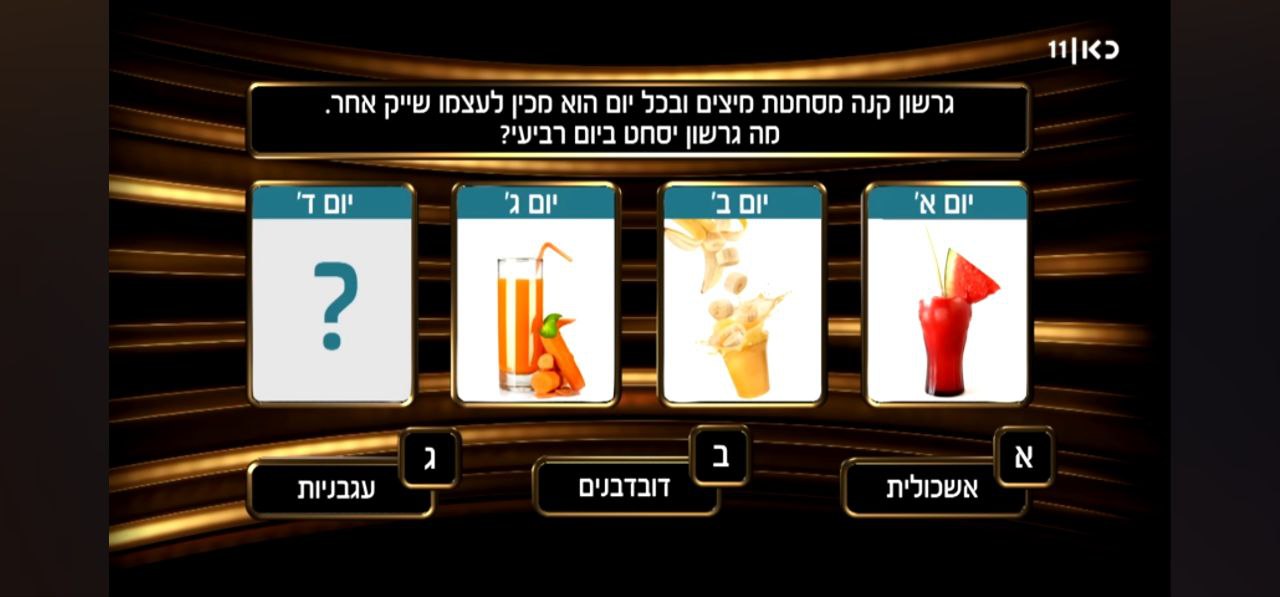 כאן|11
גרשון קנה מסחטת מיצים ובכל יום הוא מכין לעצמו שייק אחר.
מה גרשון יסחט ביום רביעי?
יום א'
יום ב'
יום ג'
יום ד'
?
א
אשכולית
ב
דובדבנים
ג
עגבניות